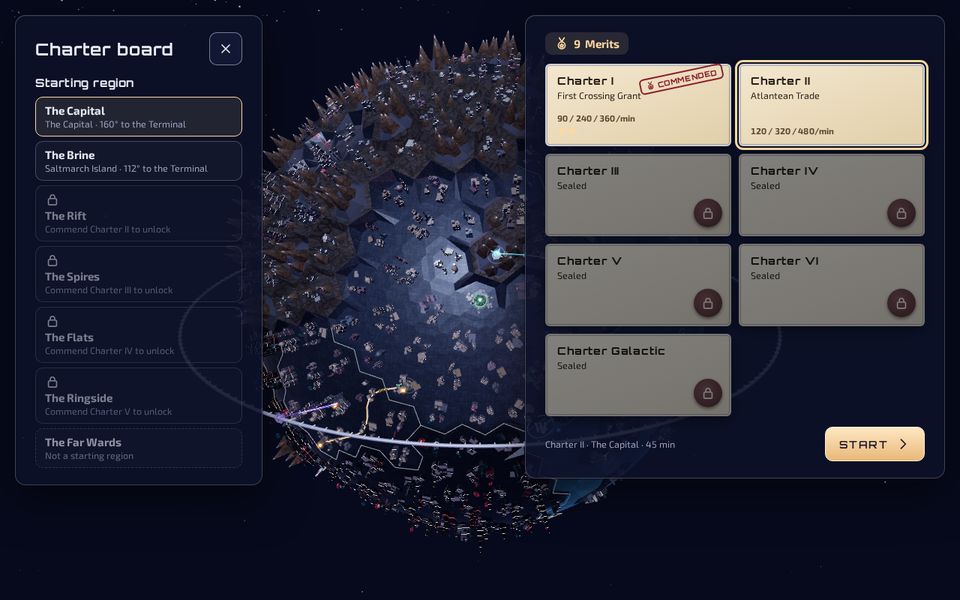 Charter board
Starting region
The Capital
The Capital · 160° to the Terminal
The Brine
Saltmarsh Island · 112° to the Terminal
The Rift
Commend Charter II to unlock
The Spires
Commend Charter III to unlock
The Flats
Commend Charter IV to unlock
The Ringside
Commend Charter V to unlock
The Far Wards
Not a starting region
9 Merits
Charter I
COMMENDED
First Crossing Grant
90 / 240 / 360 /min
Charter II
Atlantean Trade
120 / 320 / 480/min
Charter III
Sealed
Charter IV
Sealed
Charter V
Sealed
Charter VI
Sealed
Charter Galactic
Sealed
Charter II · The Capital · 45 min
START